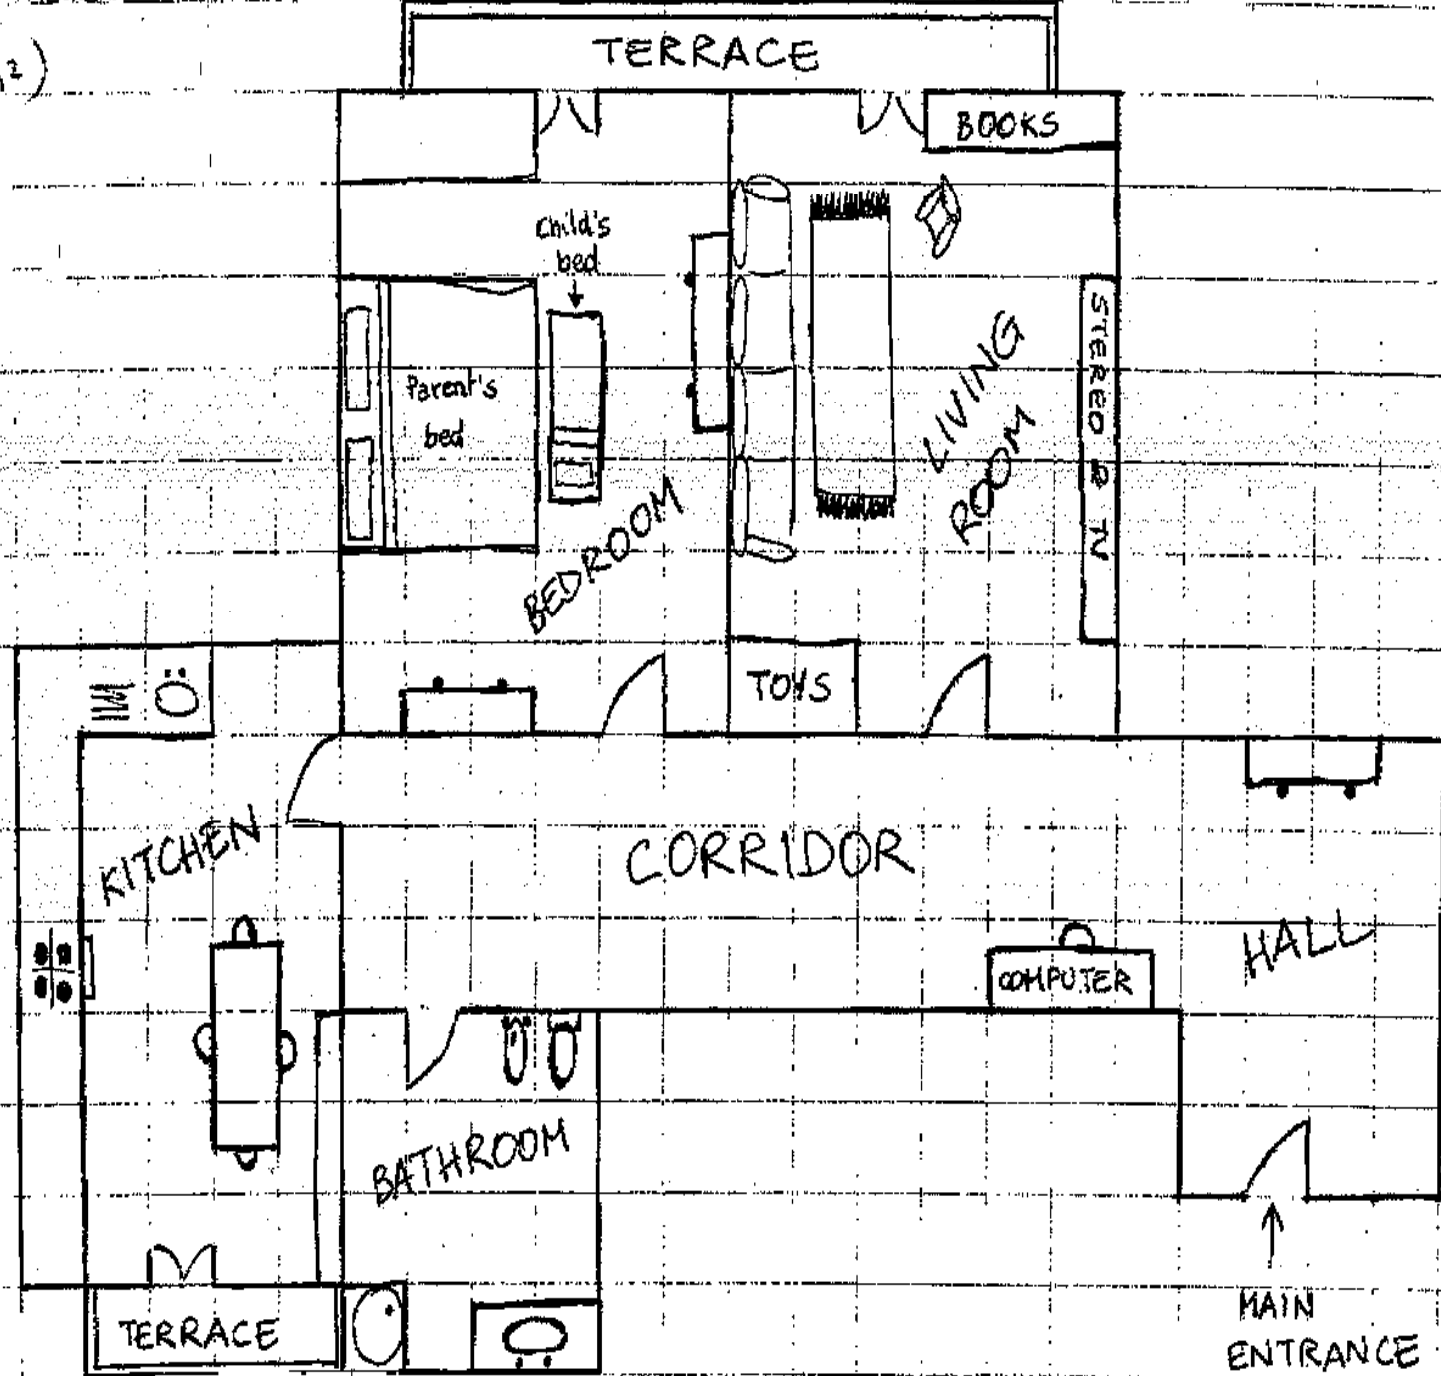 ²)
TERRACE
BOOKS
Child's
bed
Parent's
bed
LIVING
ROOM
STEREO & TV
BEDROOM
TOYS
KITCHEN
CORRIDOR
HALL
COMPUTER
BATHROOM
TERRACE
MAIN
ENTRANCE